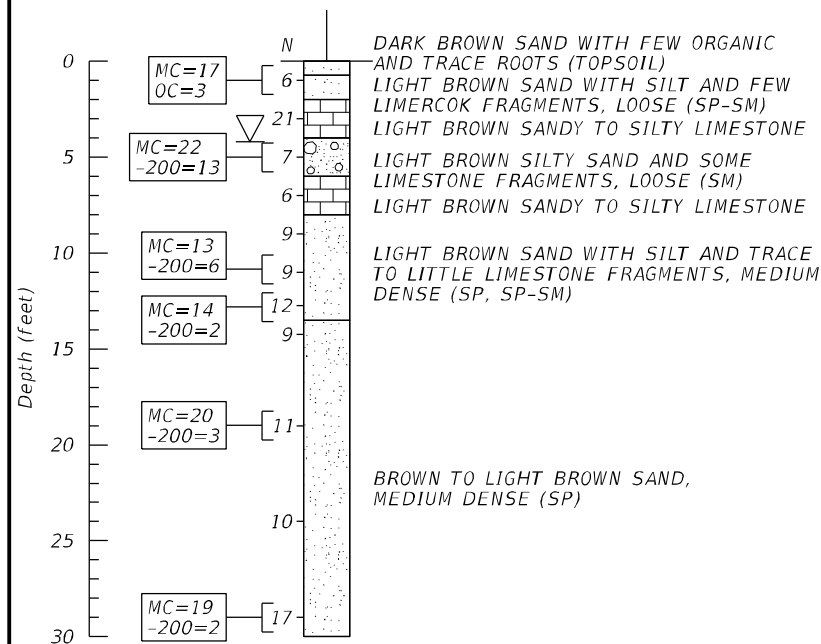 N
DARK BROWN SAND WITH FEW ORGANIC
AND TRACE ROOTS (TOPSOIL)
LIGHT BROWN SAND WITH SILT AND FEW
LIMERCOK FRAGMENTS, LOOSE (SP-SM)
LIGHT BROWN SANDY TO SILTY LIMESTONE
LIGHT BROWN SILTY SAND AND SOME
LIMESTONE FRAGMENTS, LOOSE (SM)
LIGHT BROWN SANDY TO SILTY LIMESTONE
LIGHT BROWN SAND WITH SILT AND TRACE
TO LITTLE LIMESTONE FRAGMENTS, MEDIUM
DENSE (SP, SP-SM)
BROWN TO LIGHT BROWN SAND,
MEDIUM DENSE (SP)
Depth (feet)
0
5
10
15
20
25
30
MC=17
OC=3
MC=22
-200=13
MC=13
-200=6
MC=14
-200=2
MC=20
-200=3
MC=19
-200=2
6
21
7
6
9
9
12
9
11
10
17